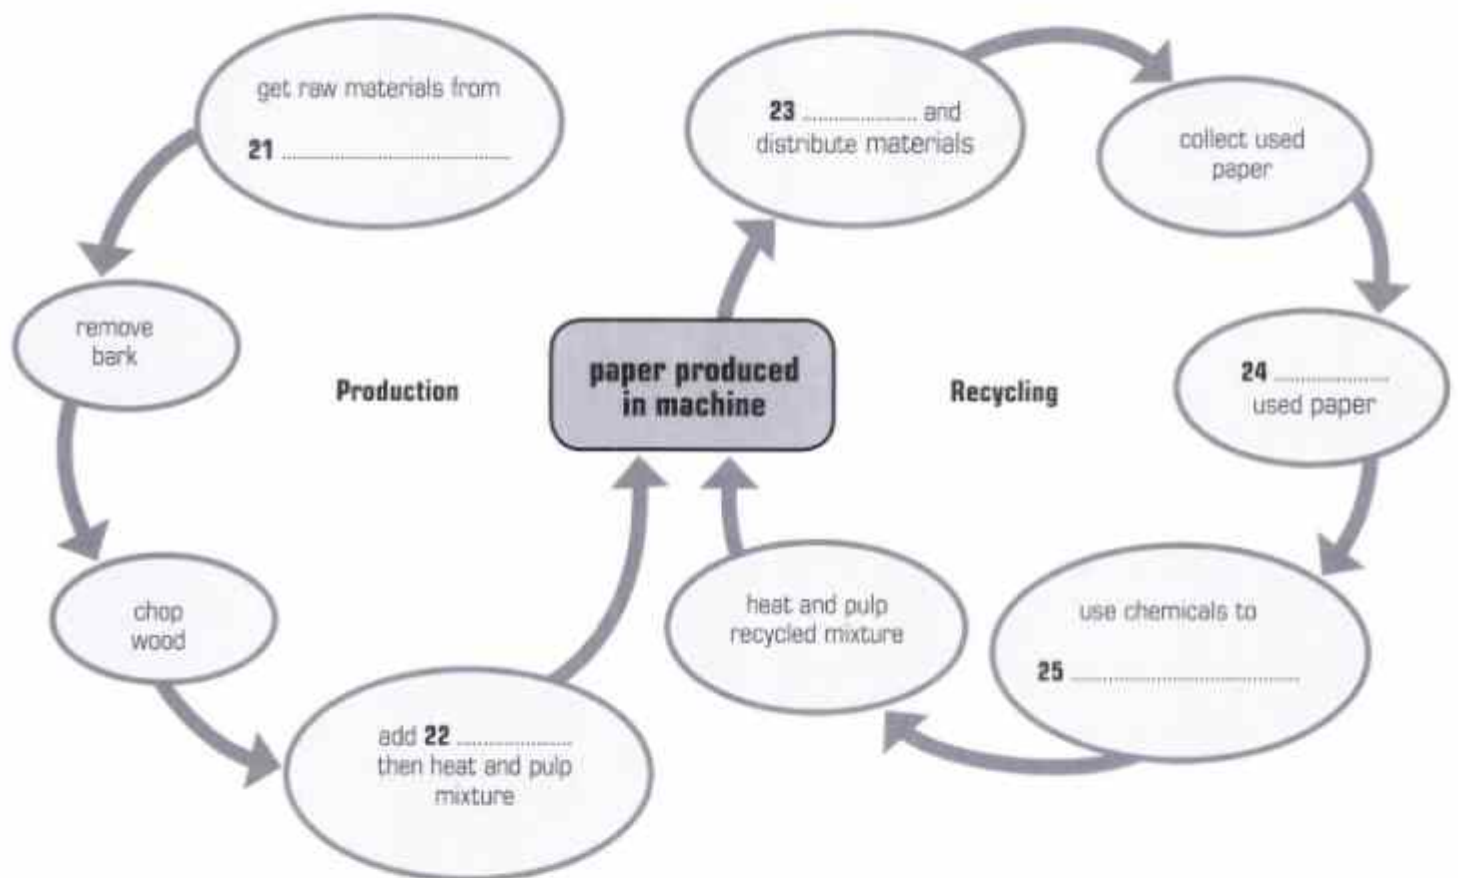 get raw materials from
21 ........................................
remove
bark
Production
chop
wood
add 22 ....................
then heat and pulp
mixture
paper produced
in machine
23 .................... and
distribute materials
collect used
paper
Recycling
24 ....................
used paper
use chemicals to
25 ........................................
heat and pulp
recycled mixture